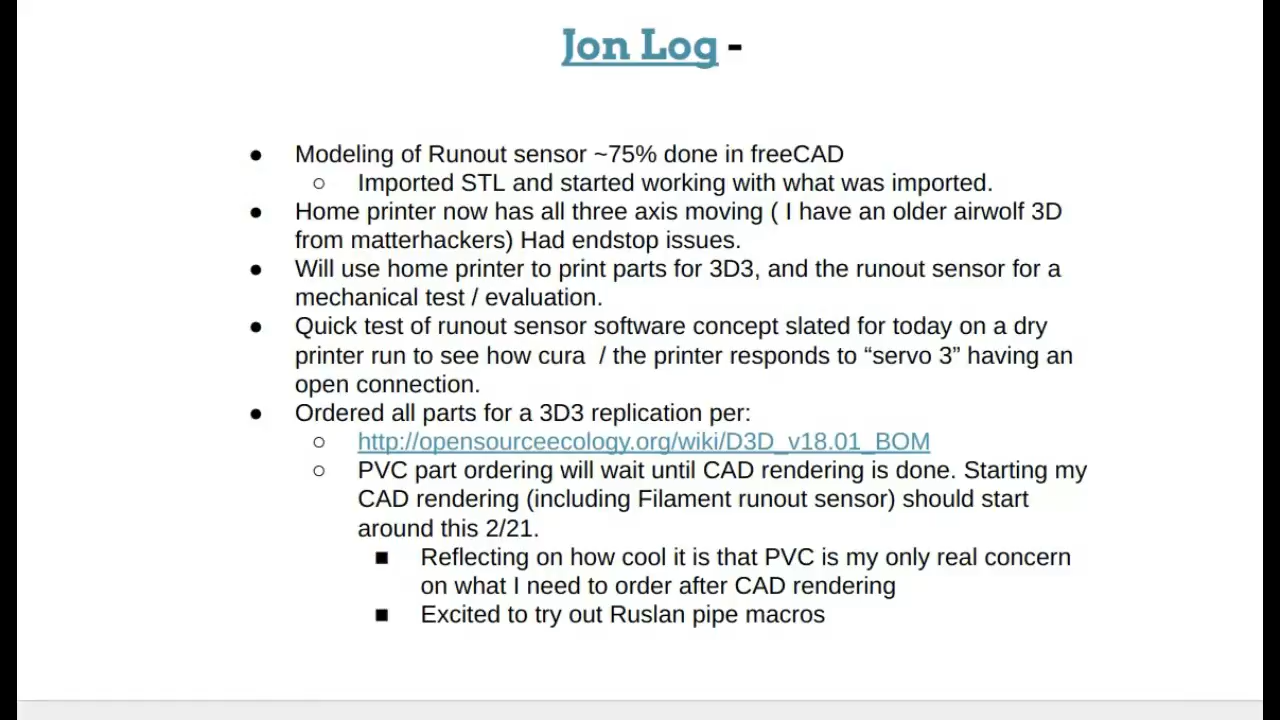 Jon Log -
● Modeling of Runout sensor ~75% done in freeCAD
○ Imported STL and started working with what was imported.
● Home printer now has all three axis moving ( I have an older airwolf 3D
from matterhackers) Had endstop issues.
● Will use home printer to print parts for 3D3, and the runout sensor for a
mechanical test / evaluation.
● Quick test of runout sensor software concept slated for today on a dry
printer run to see how cura  / the printer responds to “servo 3” having an
open connection.
● Ordered all parts for a 3D3 replication per:
○ http://opensourceecology.org/wiki/D3D_v18.01_BOM
○ PVC part ordering will wait until CAD rendering is done. Starting my
CAD rendering (including Filament runout sensor) should start
around this 2/21.
■ Reflecting on how cool it is that PVC is my only real concern
on what I need to order after CAD rendering
■ Excited to try out Ruslan pipe macros